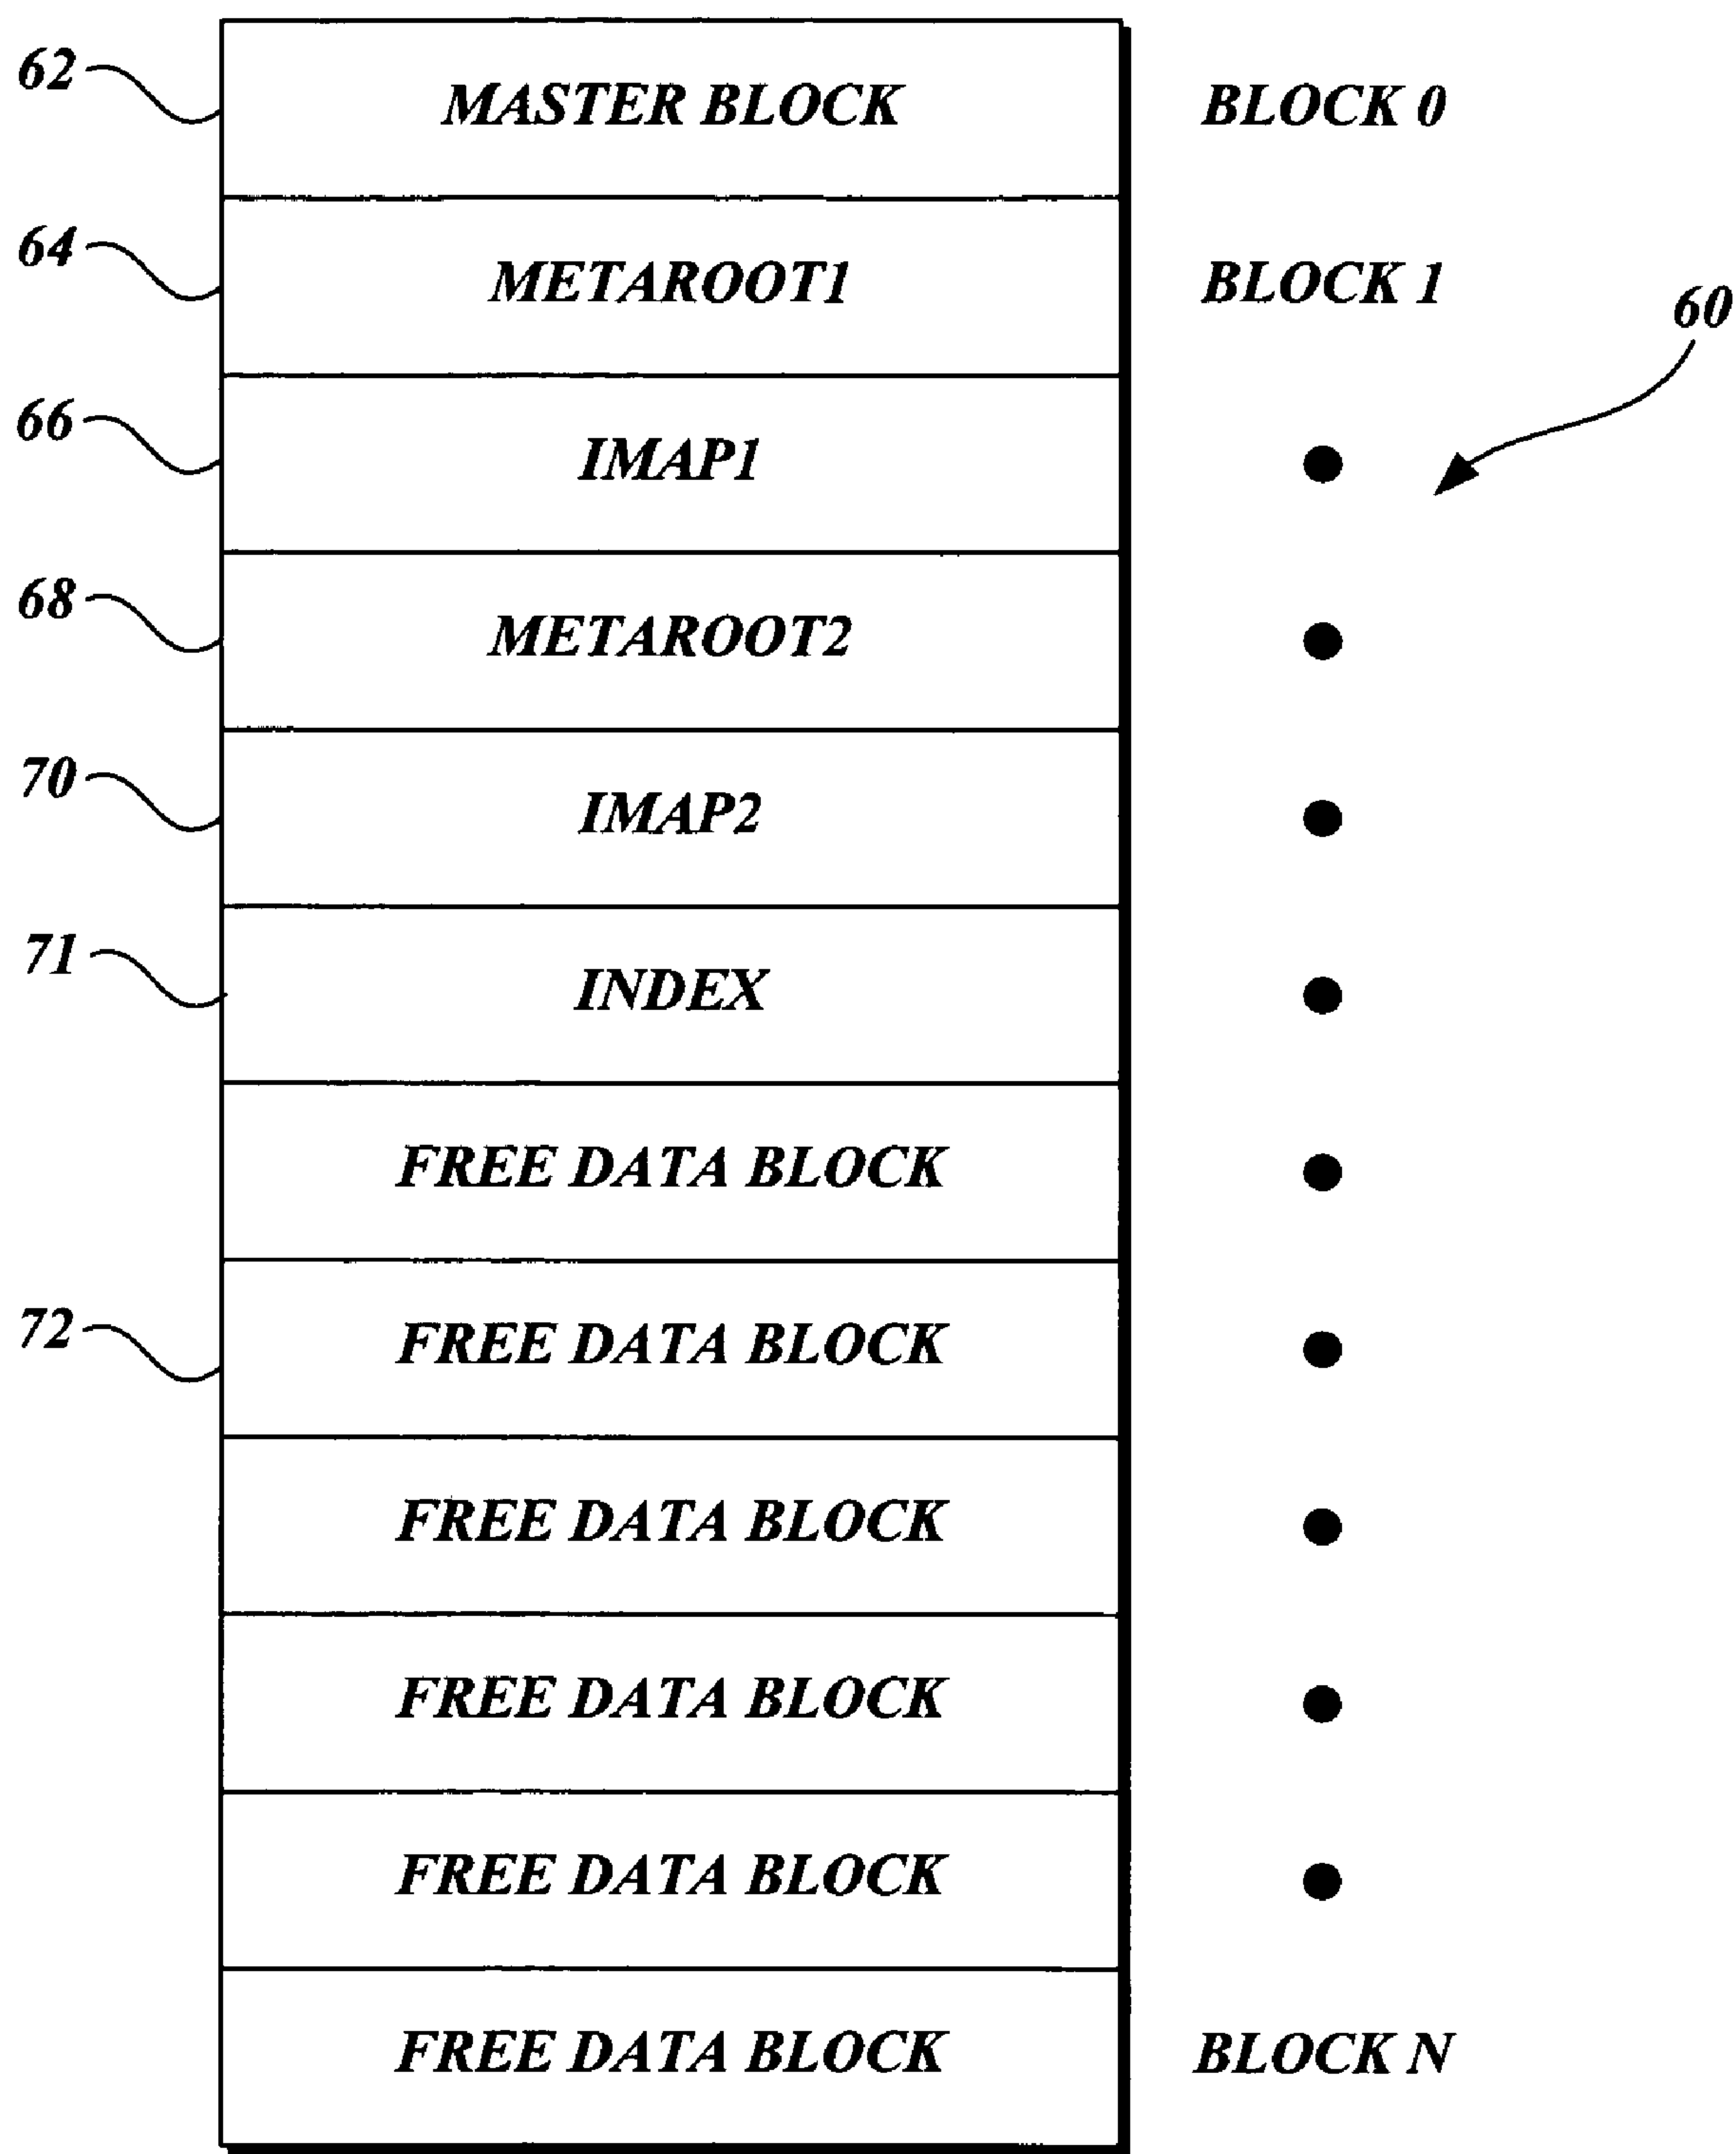 62 MASTER BLOCK BLOCK 0
64 METAROOT1 BLOCK 1
60
66 IMAP1
68 METAROOT2
70 IMAP2
71 INDEX
FREE DATA BLOCK
72 FREE DATA BLOCK
FREE DATA BLOCK
FREE DATA BLOCK
FREE DATA BLOCK
FREE DATA BLOCK BLOCK N